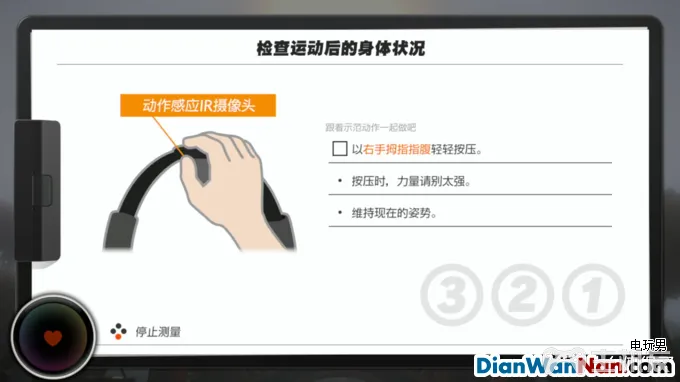 检查运动后的身体状况
动作感应IR摄像头
跟着示范动作一起做吧
以右手拇指指腹轻轻按压。
• 按压时，力量请别太强。
• 维持现在的姿势。
3 2 1
停止测量
电玩男
DianWanNan.com